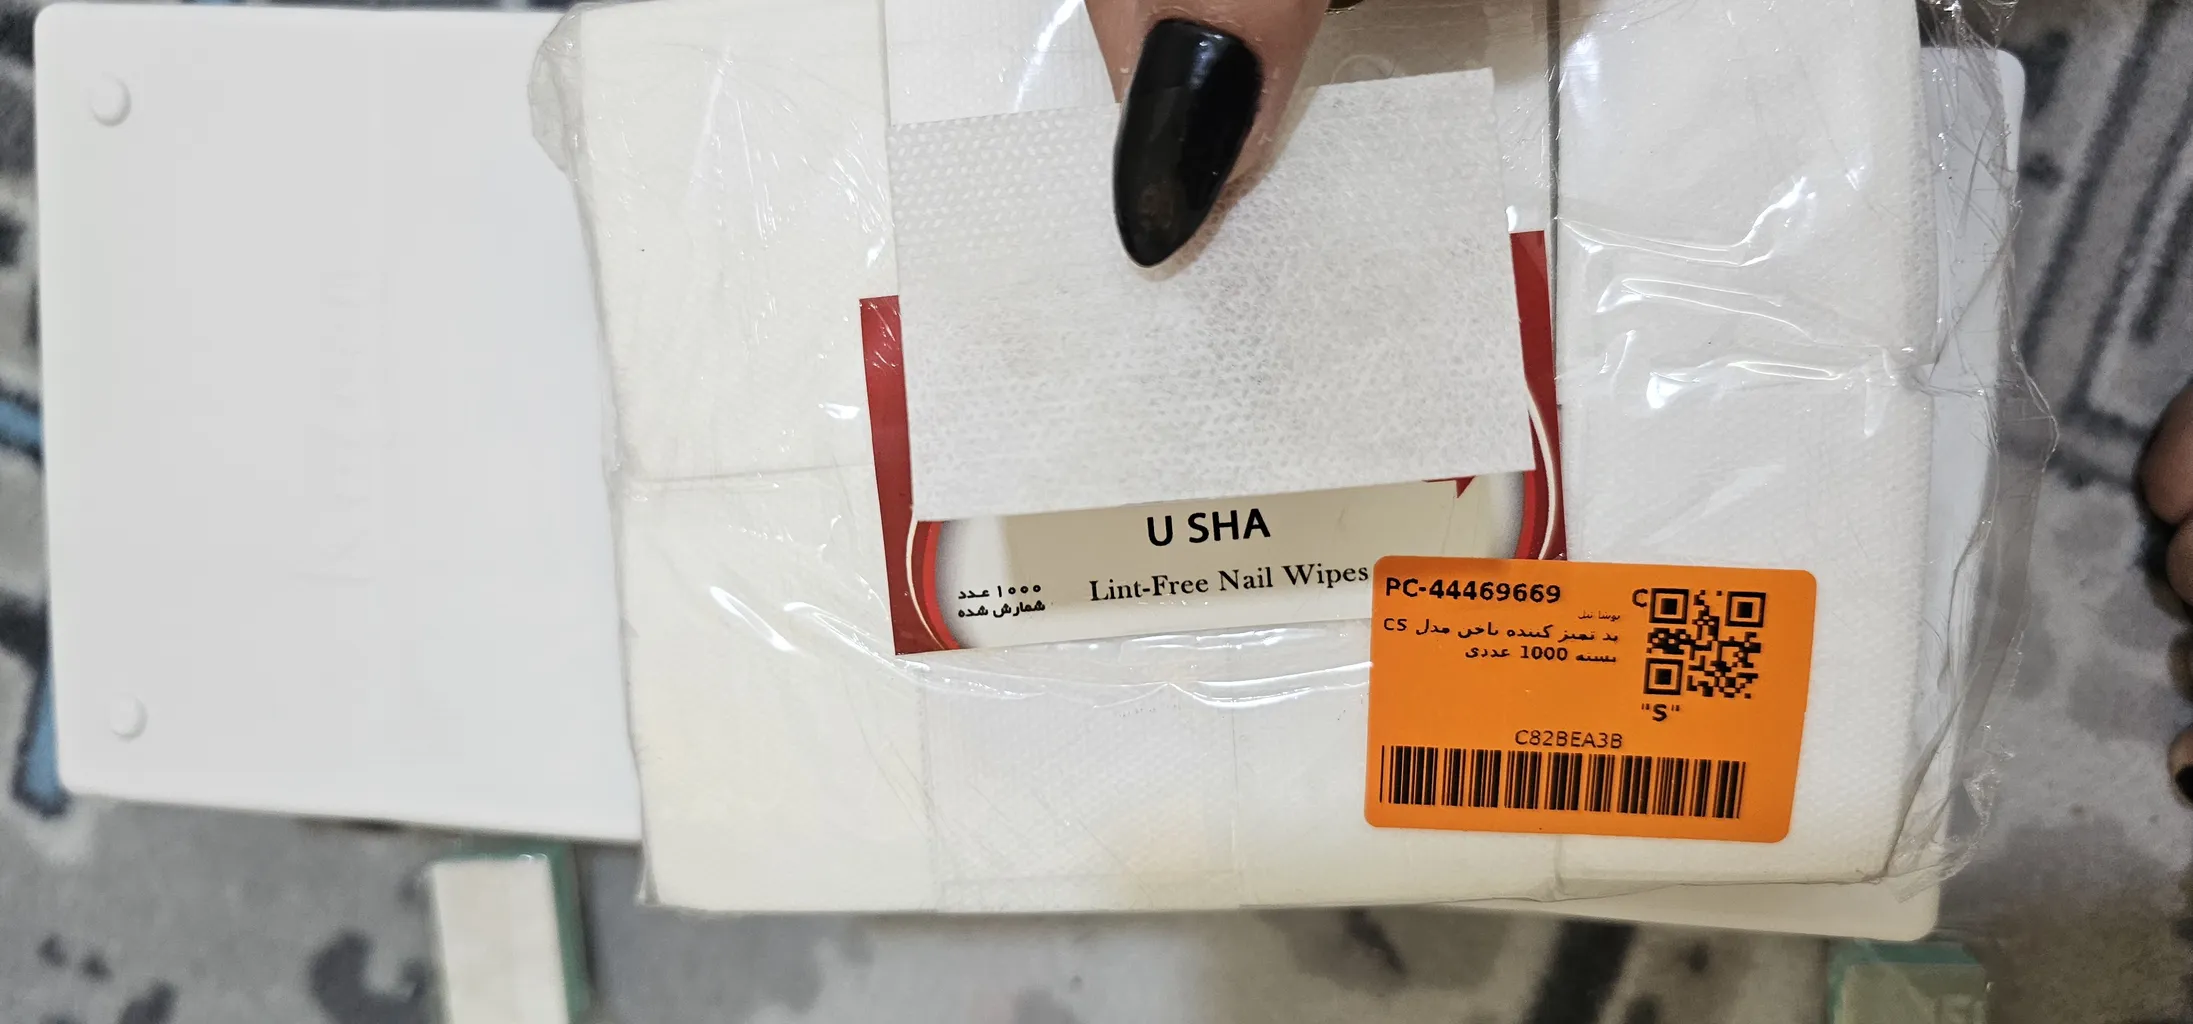 U SHA
Lint-Free Nail Wipes
۱۰۰۰ عدد
شمارش شده
PC-44469669
یوشا نیل
پد تمیز کننده ناخن مدل CS
بسته 1000 عددی
C
"S"
C82BEA3B